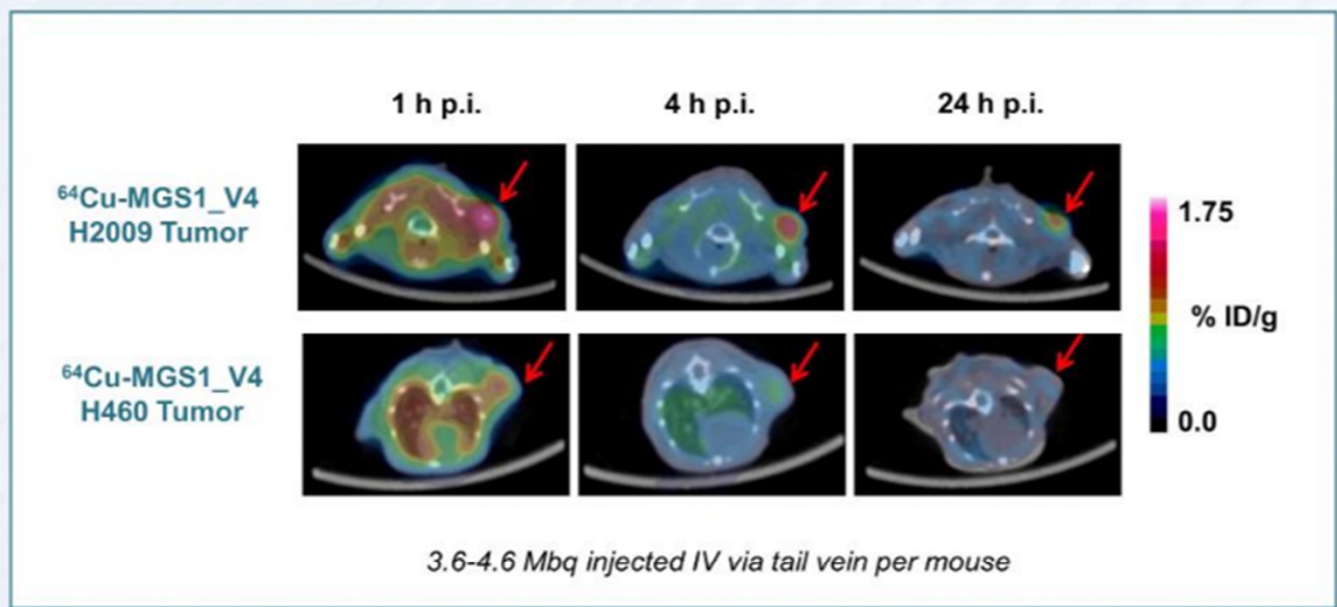 1 h p.i. 4 h p.i. 24 h p.i.
⁶⁴Cu-MGS1_V4
H2009 Tumor
⁶⁴Cu-MGS1_V4
H460 Tumor
1.75
% ID/g
0.0
3.6-4.6 Mbq injected IV via tail vein per mouse